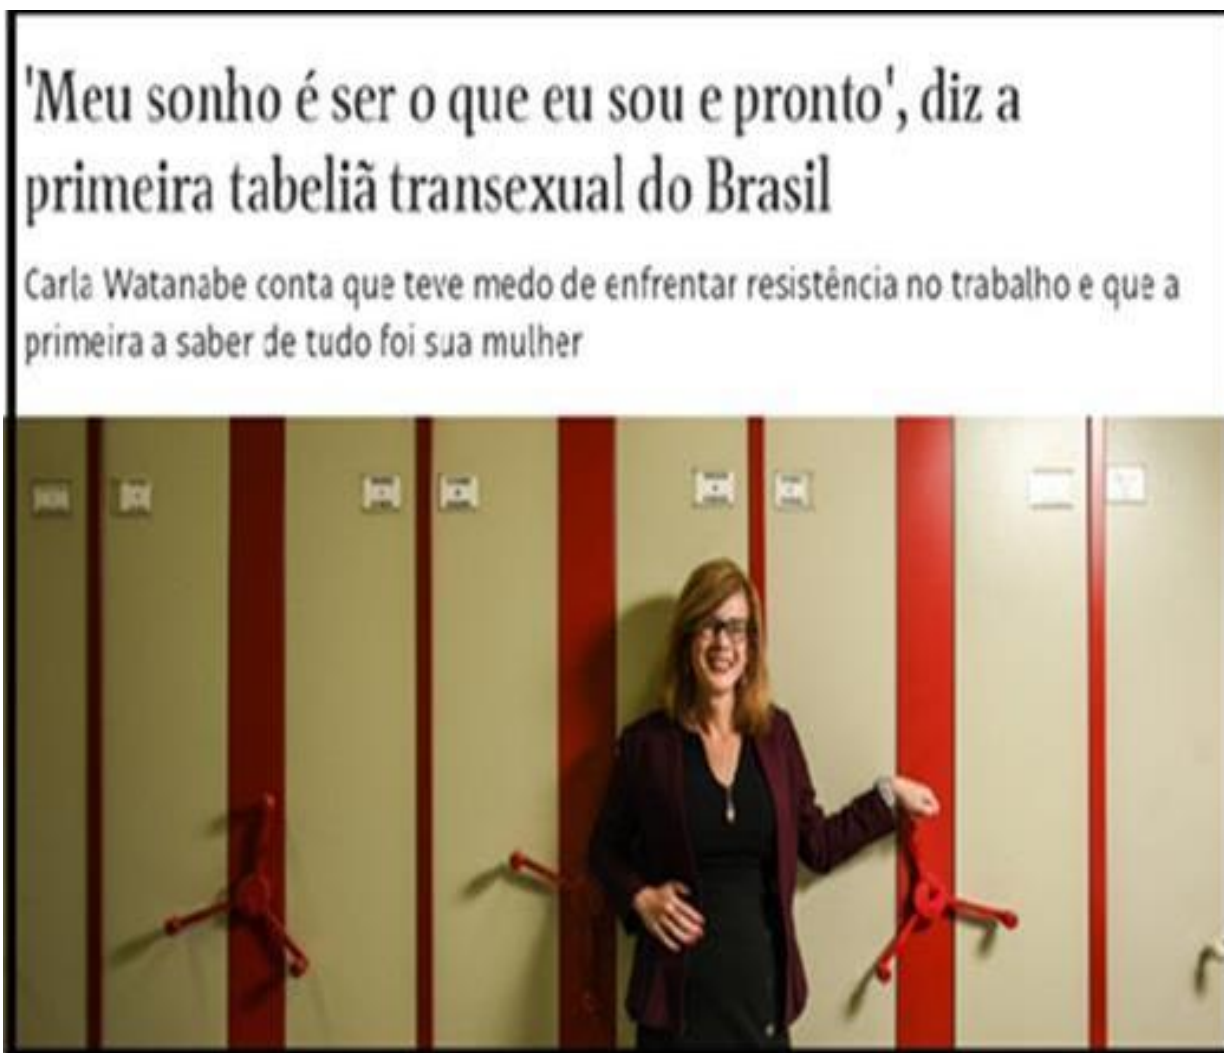 'Meu sonho é ser o que eu sou e pronto', diz a
primeira tabeliã transexual do Brasil
Carla Watanabe conta que teve medo de enfrentar resistência no trabalho e que a
primeira a saber de tudo foi sua mulher